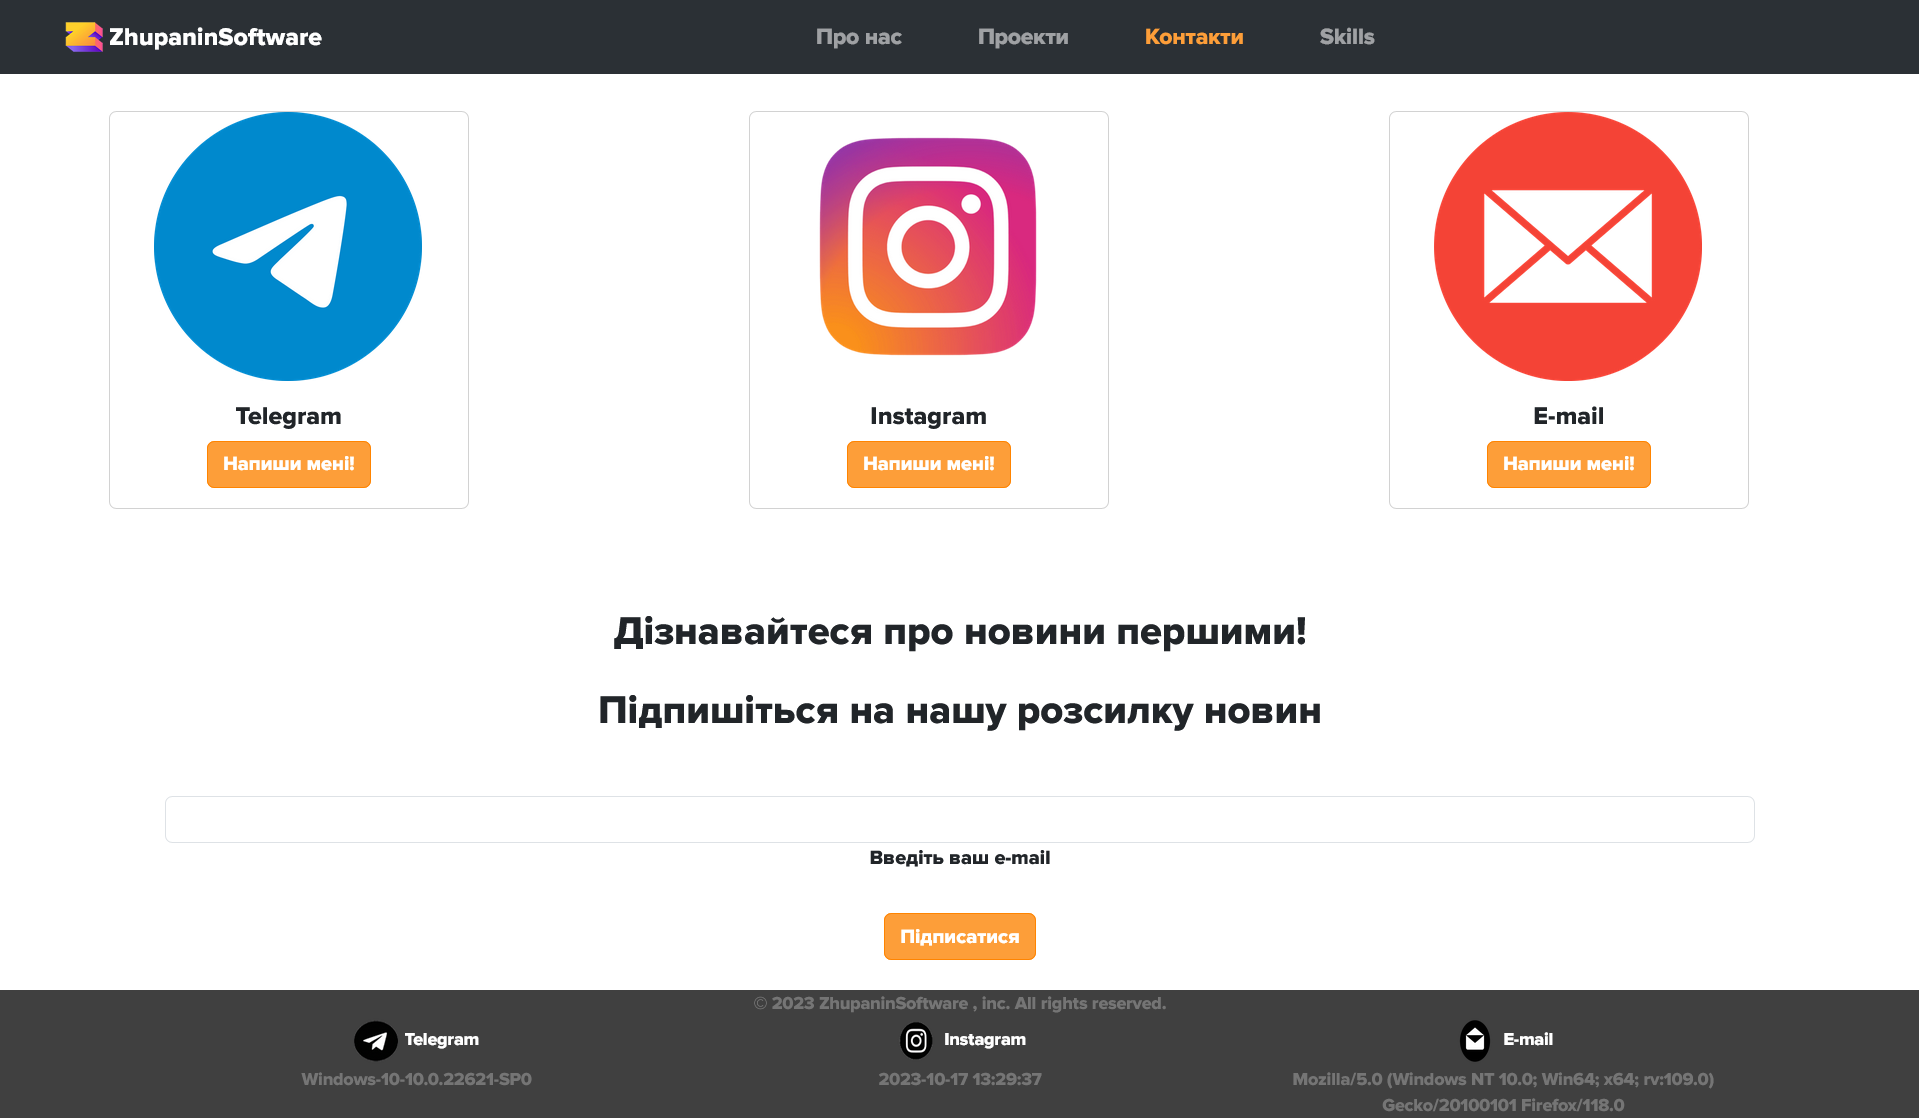 ZhupaninSoftware
Про нас
Проекти
Контакти
Skills
Telegram
Напиши мені!
Instagram
Напиши мені!
E-mail
Напиши мені!
Дізнавайтеся про новини першими!
Підпишіться на нашу розсилку новин
Введіть ваш e-mail
Підписатися
© 2023 ZhupaninSoftware , inc. All rights reserved.
Telegram
Instagram
E-mail
Windows-10-10.0.22621-SP0
2023-10-17 13:29:37
Mozilla/5.0 (Windows NT 10.0; Win64; x64; rv:109.0)
Gecko/20100101 Firefox/118.0